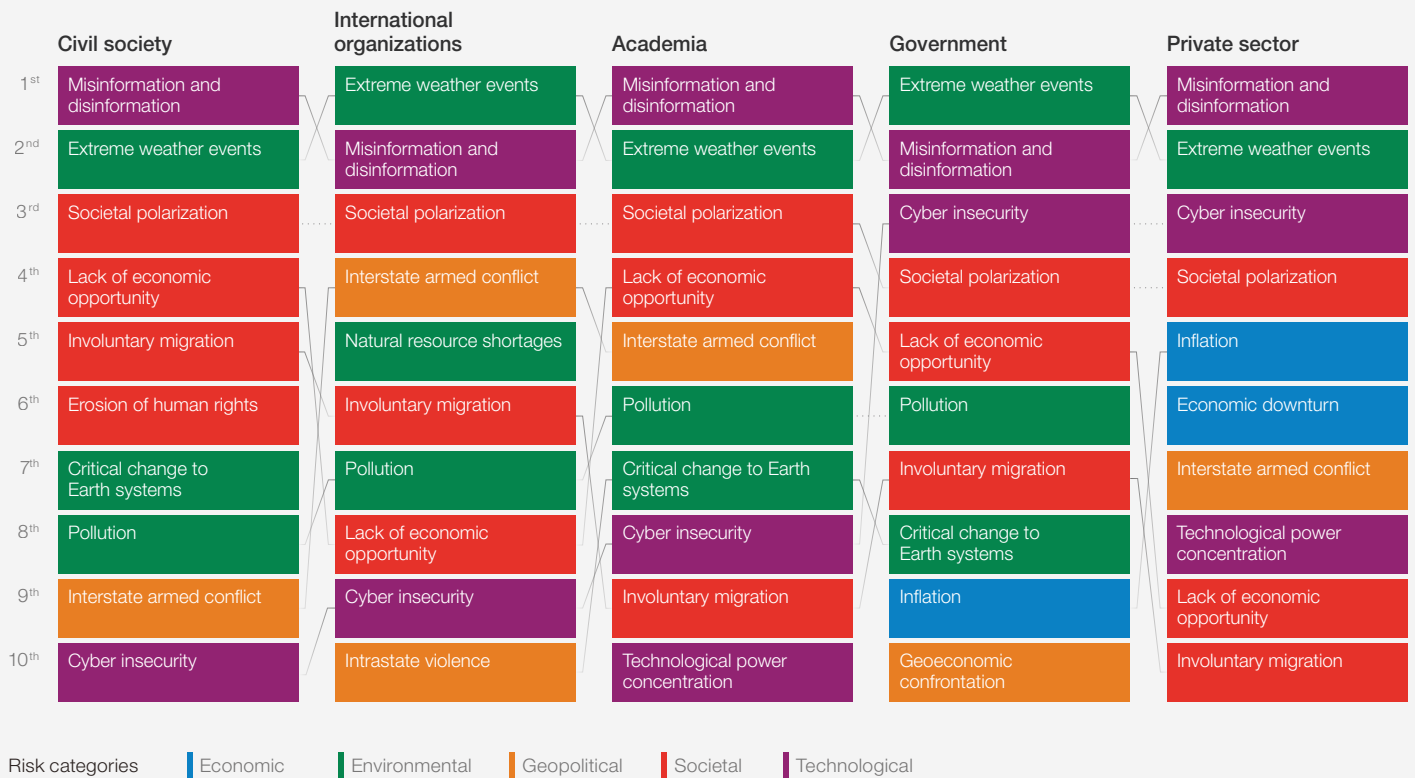 Civil society
International
organizations
Academia
Government
Private sector
1st
Misinformation and
disinformation
Extreme weather events
Misinformation and
disinformation
Extreme weather events
Misinformation and
disinformation
2nd
Extreme weather events
Misinformation and
disinformation
Extreme weather events
Misinformation and
disinformation
Extreme weather events
3rd
Societal polarization
Societal polarization
Societal polarization
Cyber insecurity
Cyber insecurity
4th
Lack of economic
opportunity
Interstate armed conflict
Lack of economic
opportunity
Societal polarization
Societal polarization
5th
Involuntary migration
Natural resource shortages
Interstate armed conflict
Lack of economic
opportunity
Inflation
6th
Erosion of human rights
Involuntary migration
Pollution
Pollution
Economic downturn
7th
Critical change to
Earth systems
Pollution
Critical change to Earth
systems
Involuntary migration
Interstate armed conflict
8th
Pollution
Lack of economic
opportunity
Cyber insecurity
Critical change to
Earth systems
Technological power
concentration
9th
Interstate armed conflict
Cyber insecurity
Involuntary migration
Inflation
Lack of economic
opportunity
10th
Cyber insecurity
Intrastate violence
Technological power
concentration
Geoeconomic
confrontation
Involuntary migration
Risk categories
Economic
Environmental
Geopolitical
Societal
Technological